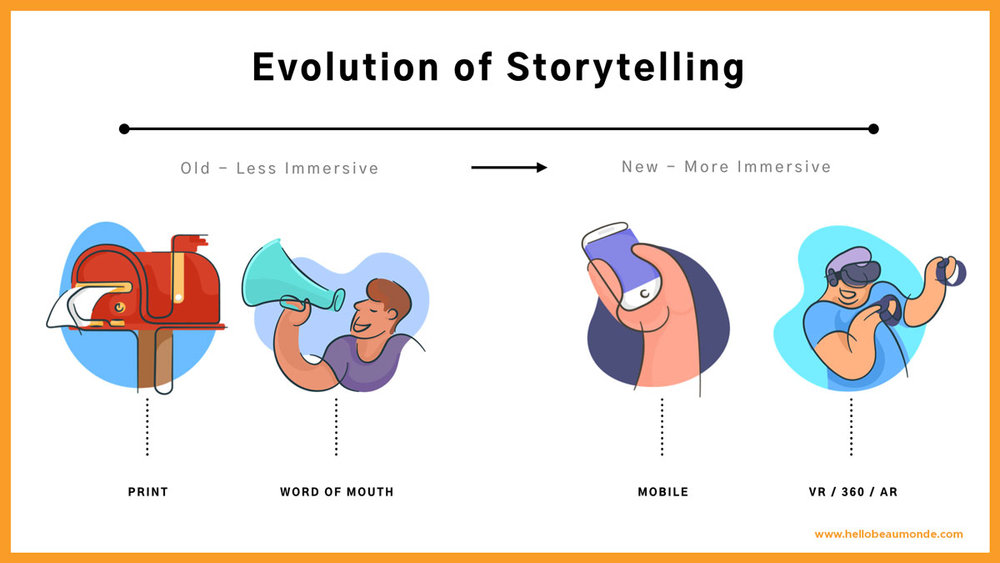 Evolution of Storytelling
Old – Less Immersive
New – More Immersive
PRINT
WORD OF MOUTH
MOBILE
VR / 360 / AR
www.hellobeaumonde.com